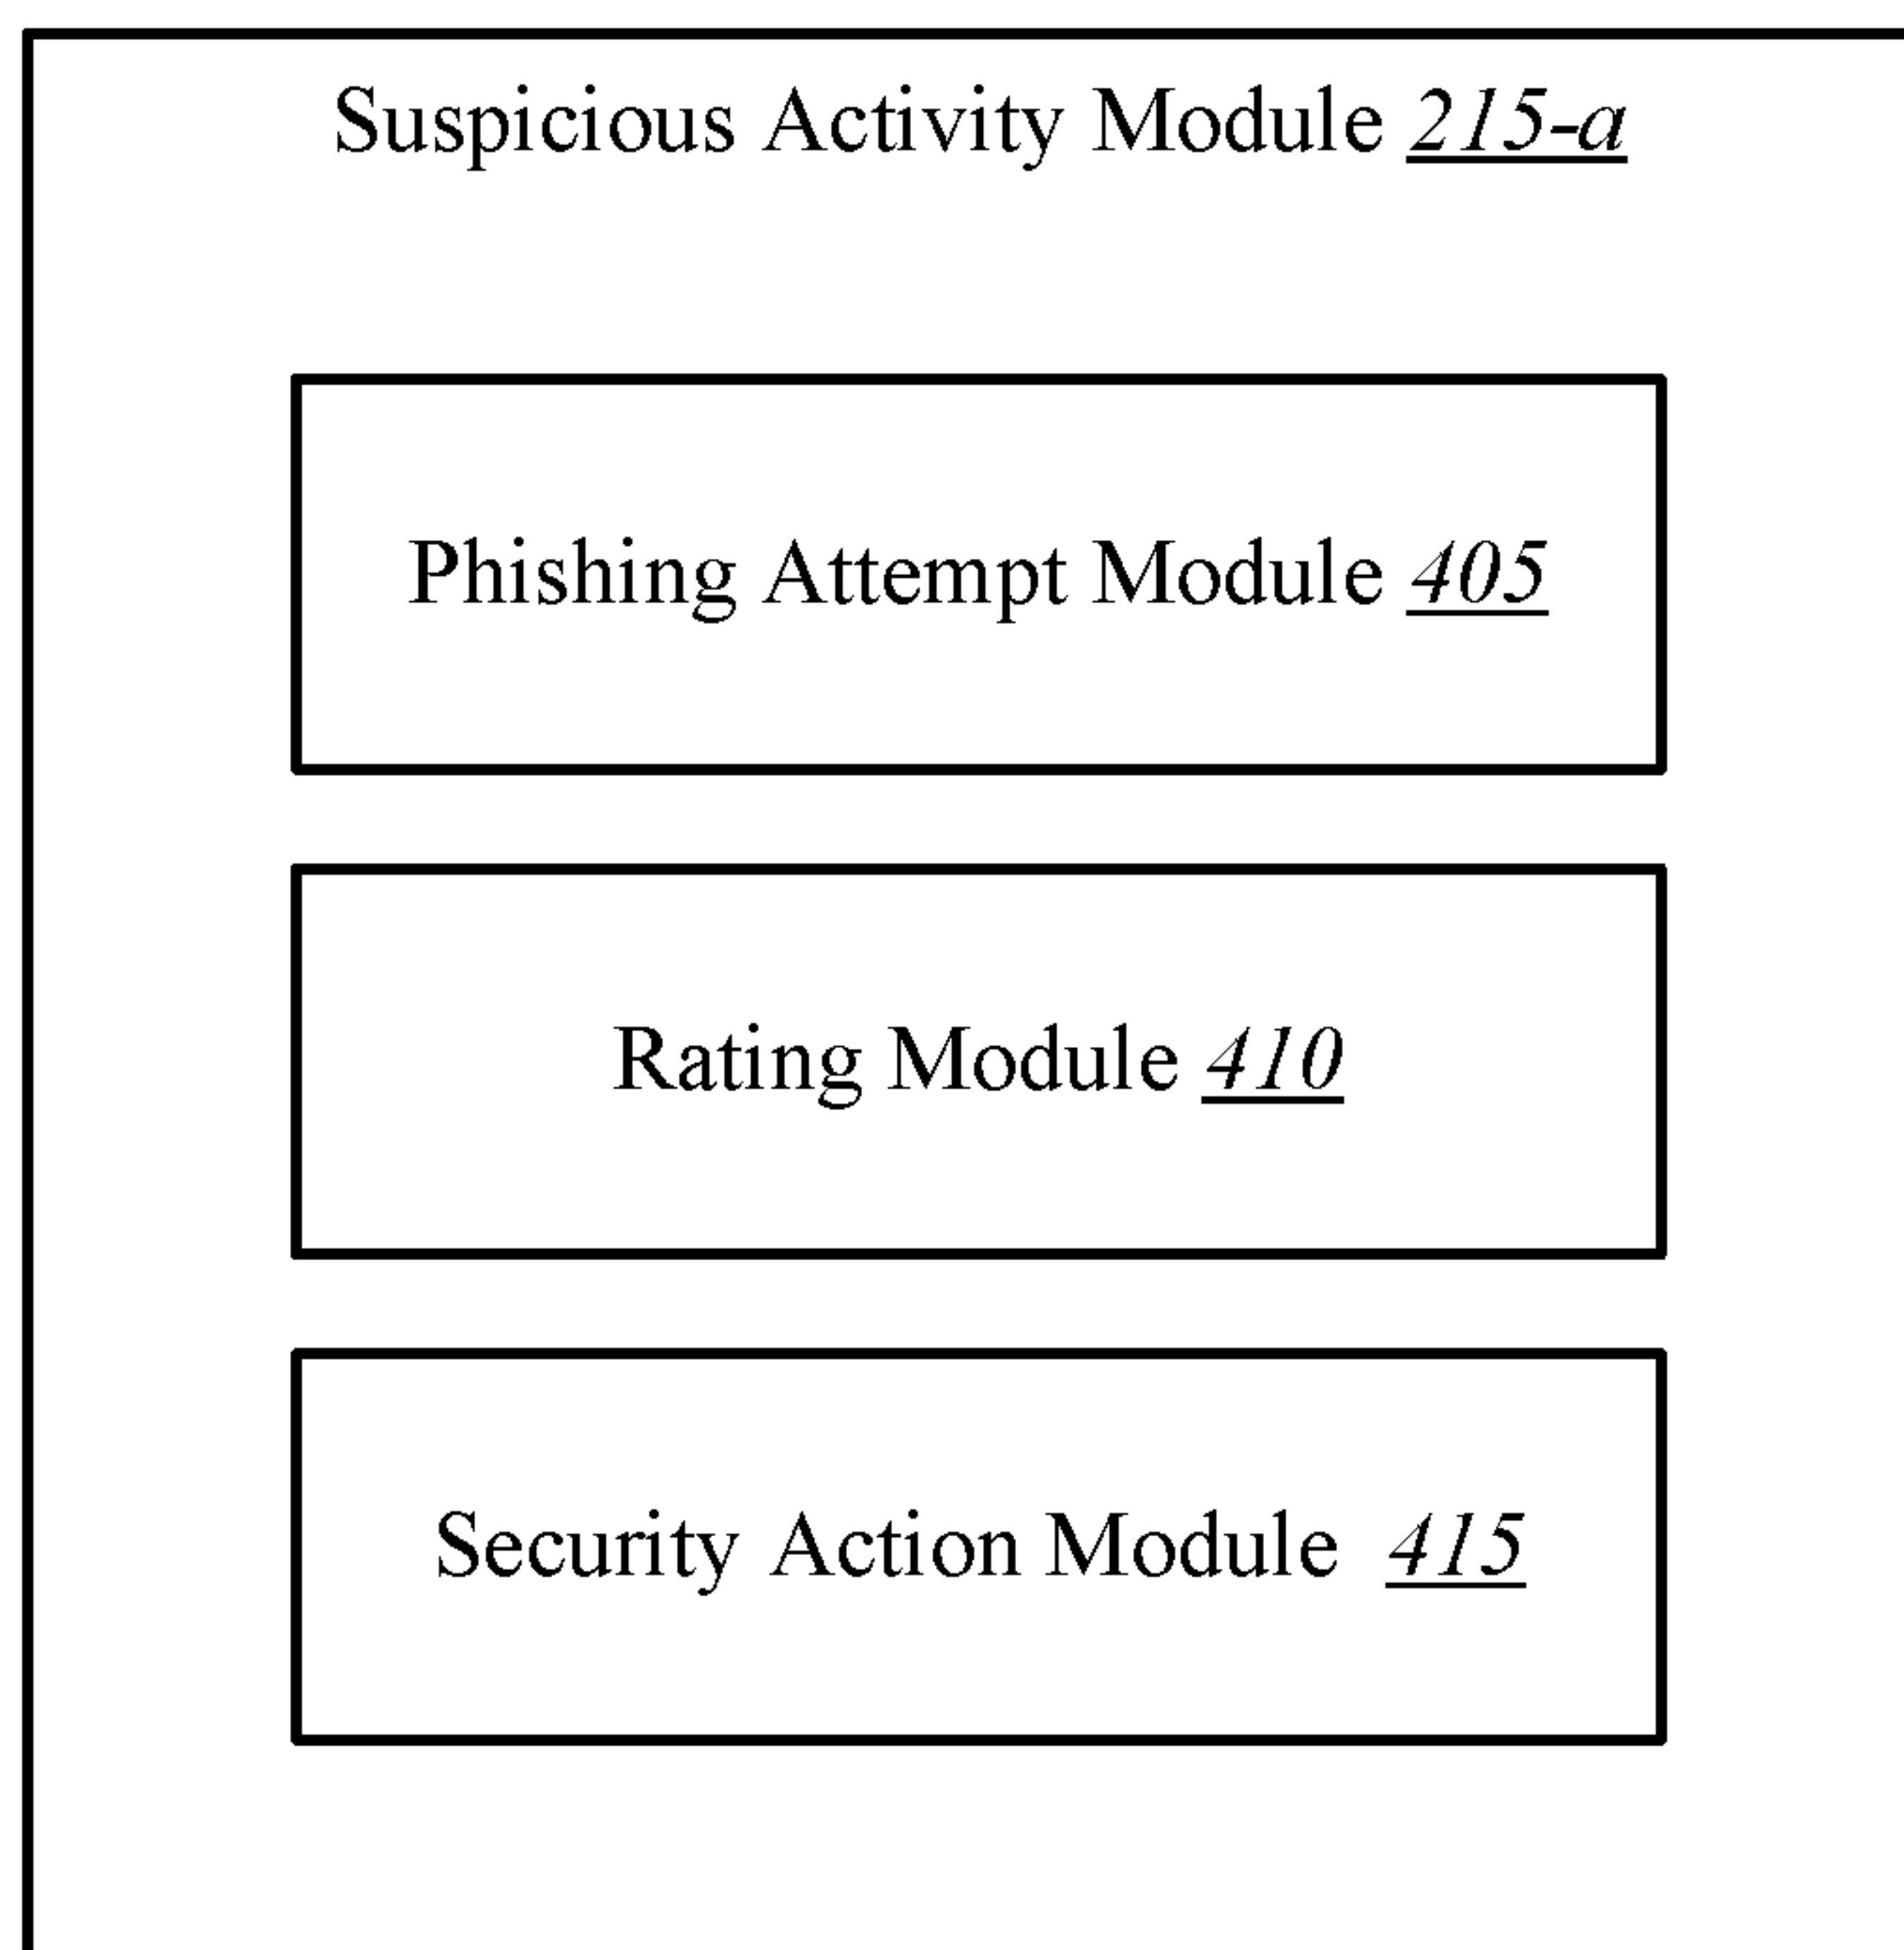 Suspicious Activity Module 215-a
Phishing Attempt Module 405
Rating Module 410
Security Action Module 415